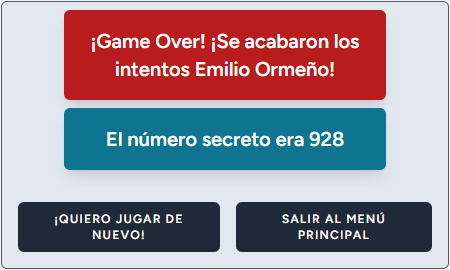 ¡Game Over! ¡Se acabaron los
intentos Emilio Ormeño!
El número secreto era 928
¡QUIERO JUGAR DE
NUEVO!
SALIR AL MENÚ
PRINCIPAL